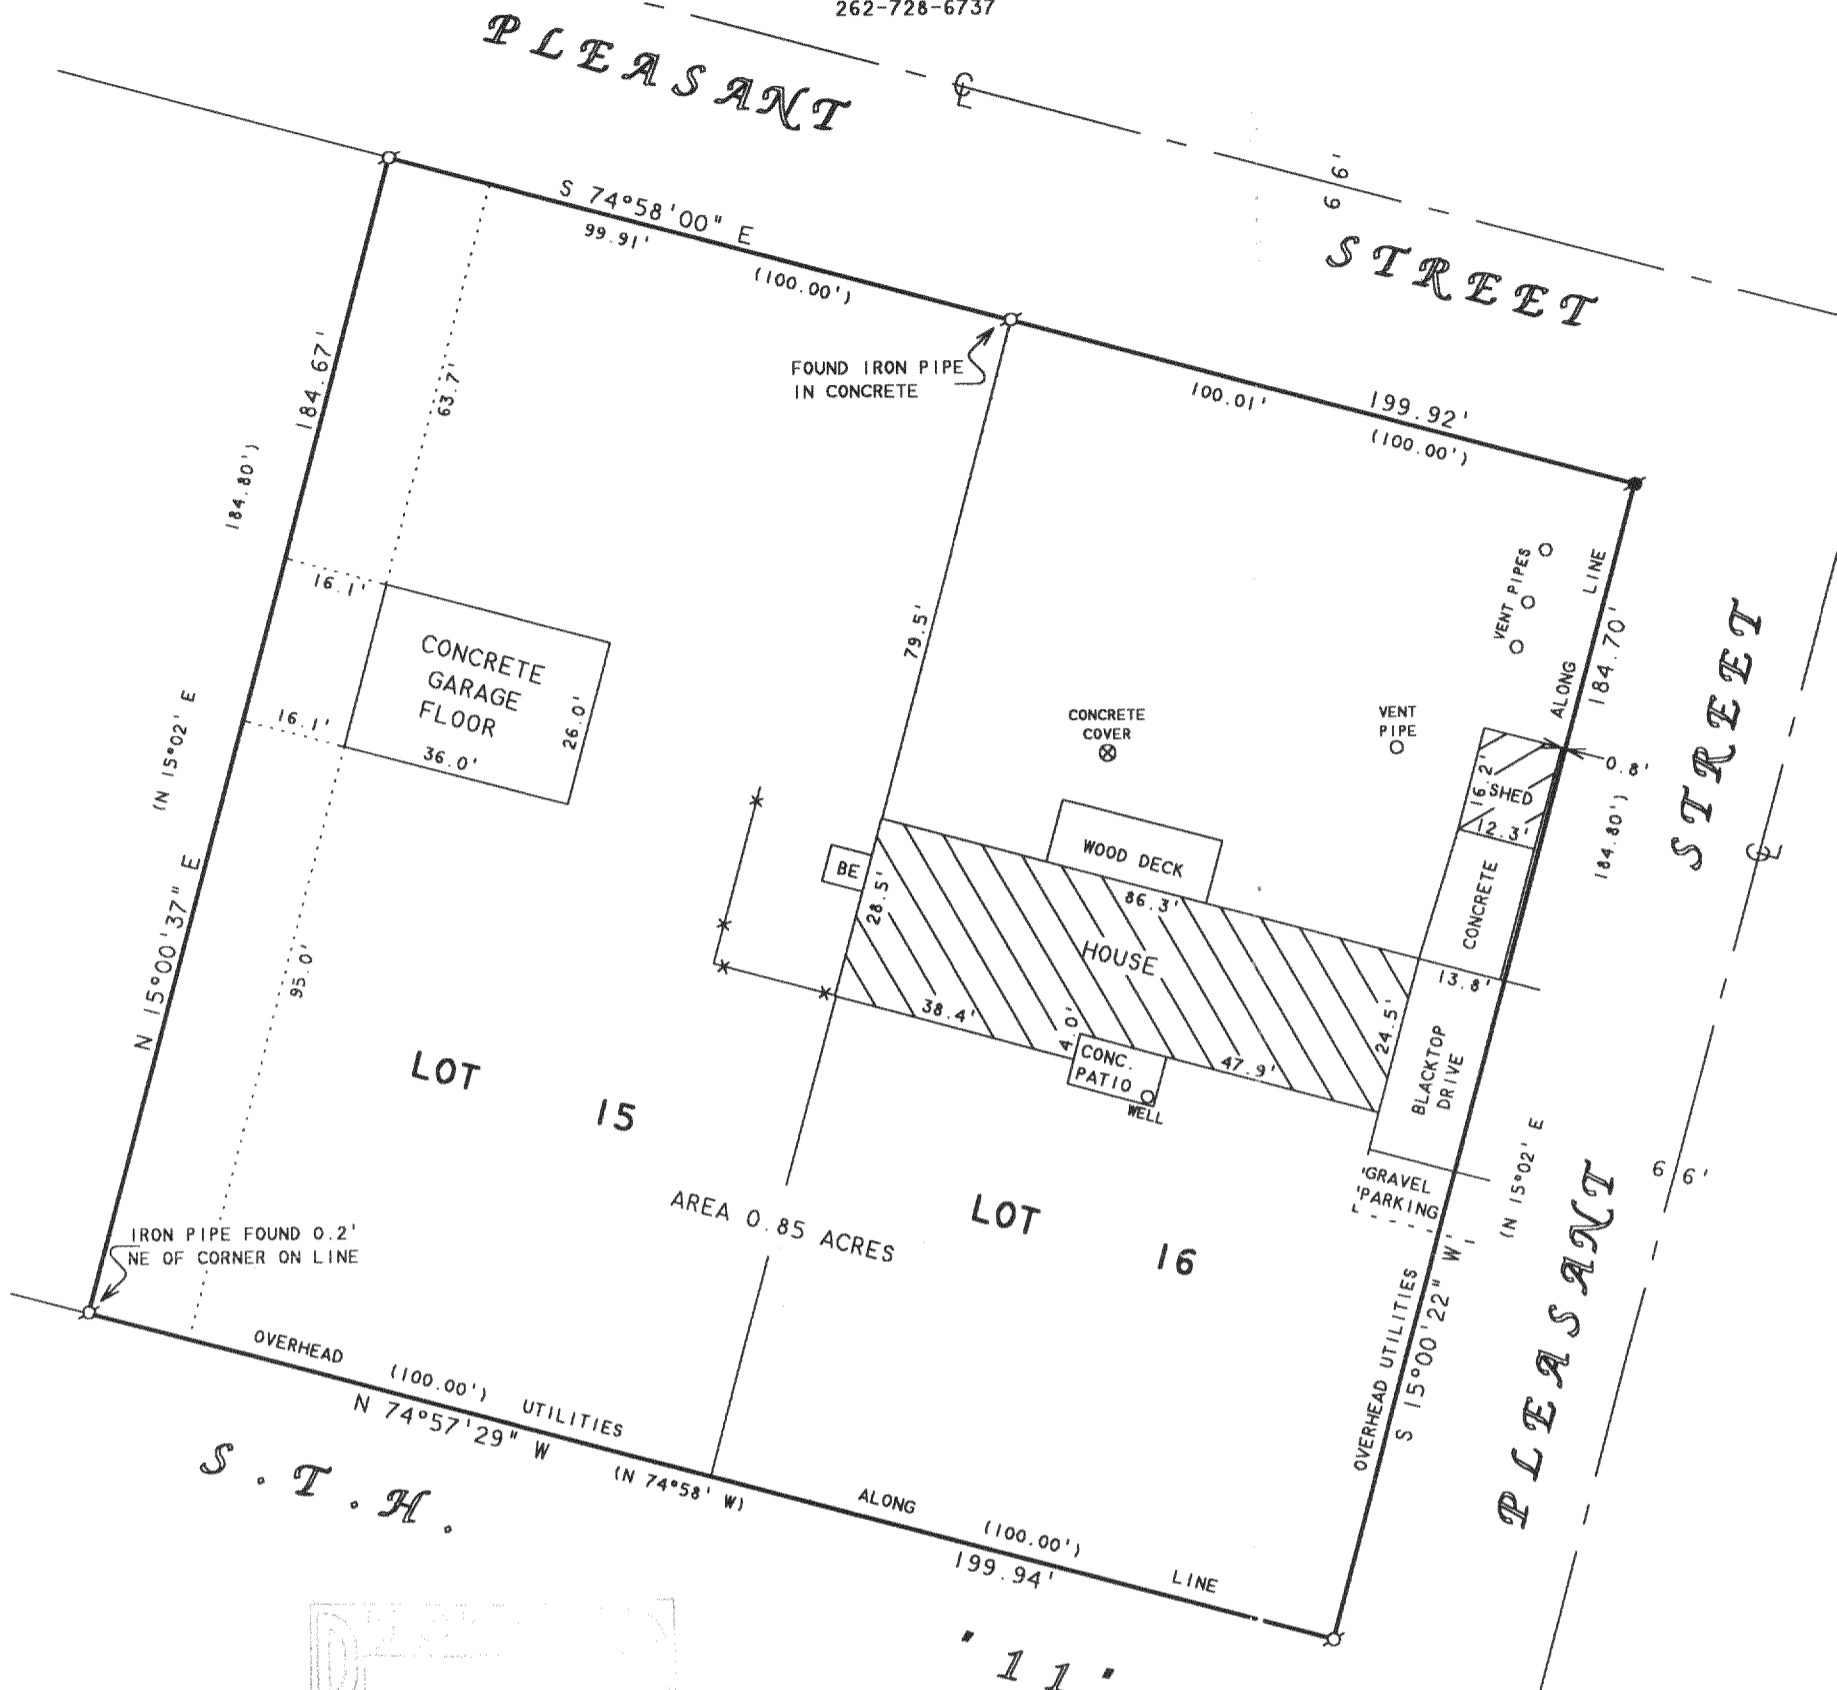 262-728-6737
PLEASANT
STREET
66'
S 74°58'00" E
99.91'
(100.00')
199.92'
100.01'
(100.00')
FOUND IRON PIPE
IN CONCRETE
184.67'
(184.80')
63.7'
16.1'
CONCRETE
GARAGE
FLOOR
26.0'
36.0'
16.1'
(N 15°02' E
N 15°00'37" E
95.0'
79.5'
CONCRETE
COVER
VENT
PIPE
VENT PIPES
ALONG LINE
184.70'
0.8'
(184.80')
16.2'
SHED
12.3'
CONCRETE
13.8'
BE
28.5'
WOOD DECK
86.3'
HOUSE
38.4'
4.0'
47.9'
24.5'
CONC.
PATIO
WELL
BLACKTOP
DRIVE
GRAVEL
PARKING
(N 15°02' E
S 15°00'22" W
OVERHEAD UTILITIES
PLEASANT STREET
66'
LOT 15
AREA 0.85 ACRES
LOT 16
IRON PIPE FOUND 0.2'
NE OF CORNER ON LINE
OVERHEAD UTILITIES ALONG LINE
(100.00')
N 74°57'29" W
(N 74°58' W)
(100.00')
199.94'
S.T.H. "11"